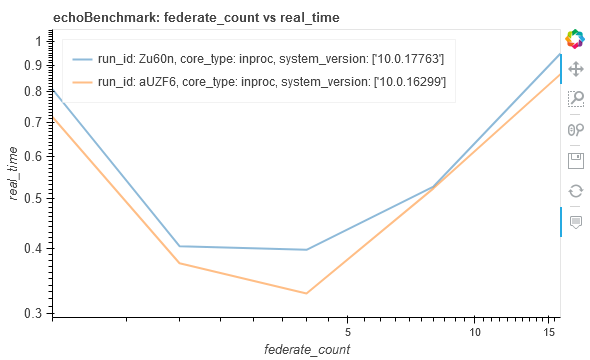 echoBenchmark: federate_count vs real_time
run_id: Zu60n, core_type: inproc, system_version: ['10.0.17763']
run_id: aUZF6, core_type: inproc, system_version: ['10.0.16299']
real_time
1
0.9
0.8
0.7
0.6
0.5
0.4
0.3
5
10
15
federate_count